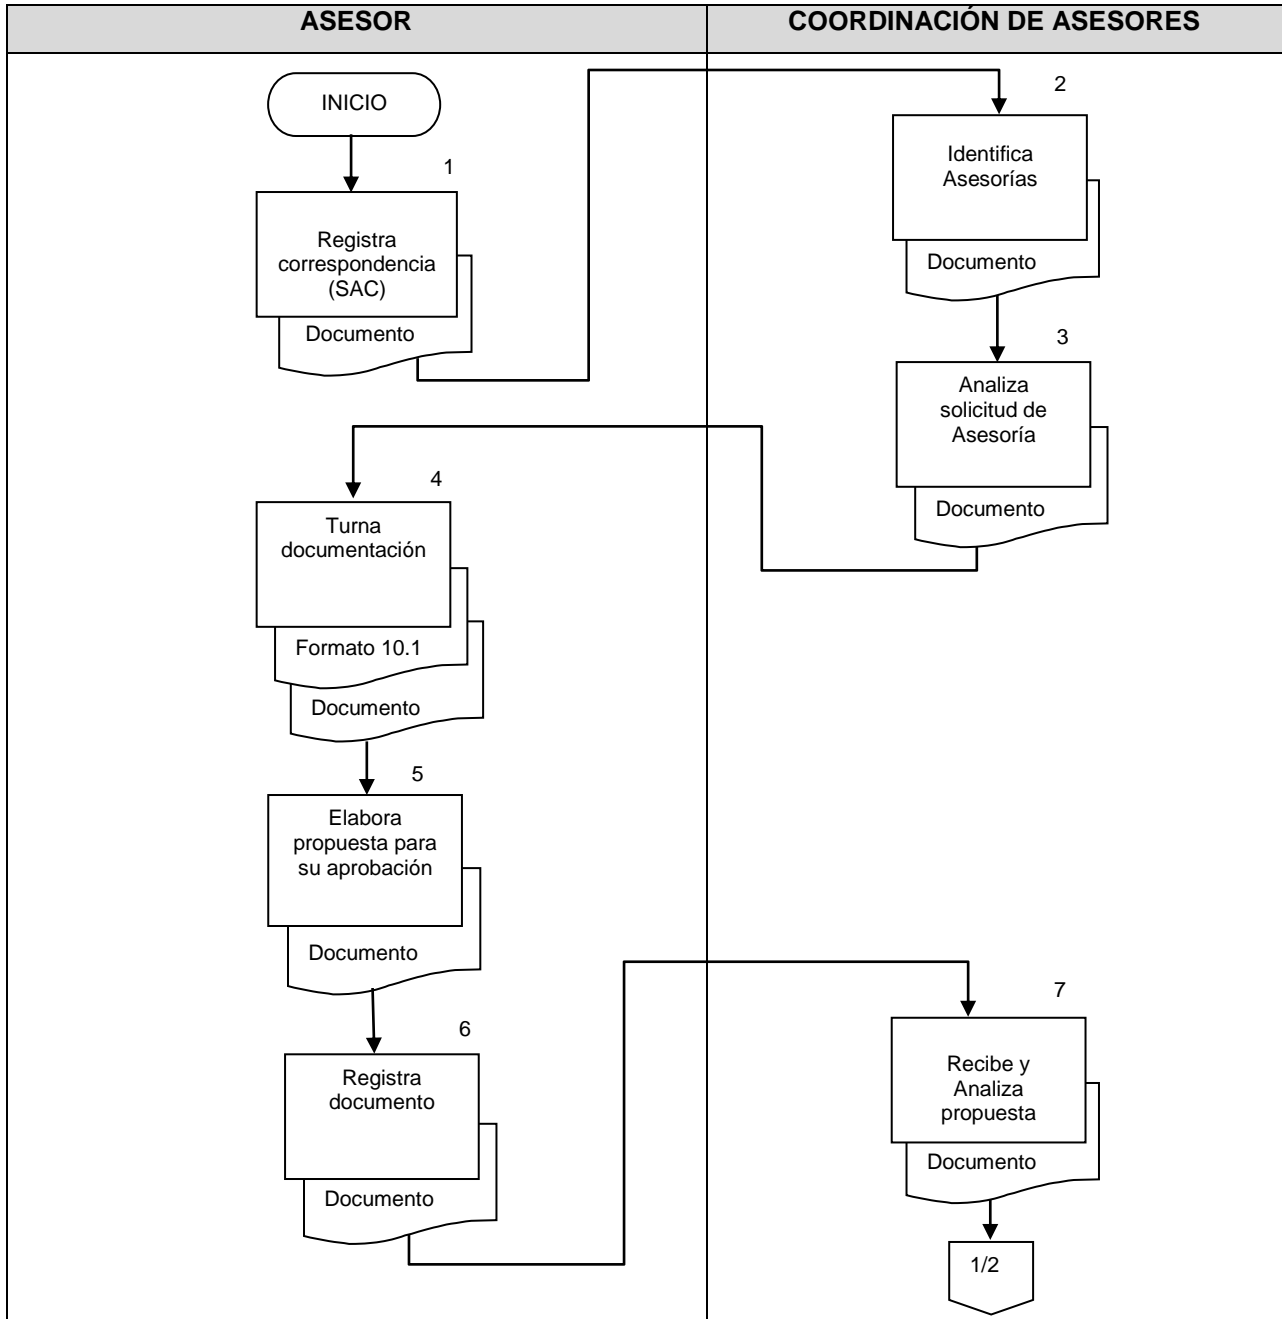 ASESOR
COORDINACIÓN DE ASESORES
INICIO
1
Registra
correspondencia
(SAC)
Documento
2
Identifica
Asesorías
Documento
3
Analiza
solicitud de
Asesoría
Documento
4
Turna
documentación
Formato 10.1
Documento
5
Elabora
propuesta para
su aprobación
Documento
6
Registra
documento
Documento
7
Recibe y
Analiza
propuesta
Documento
1/2